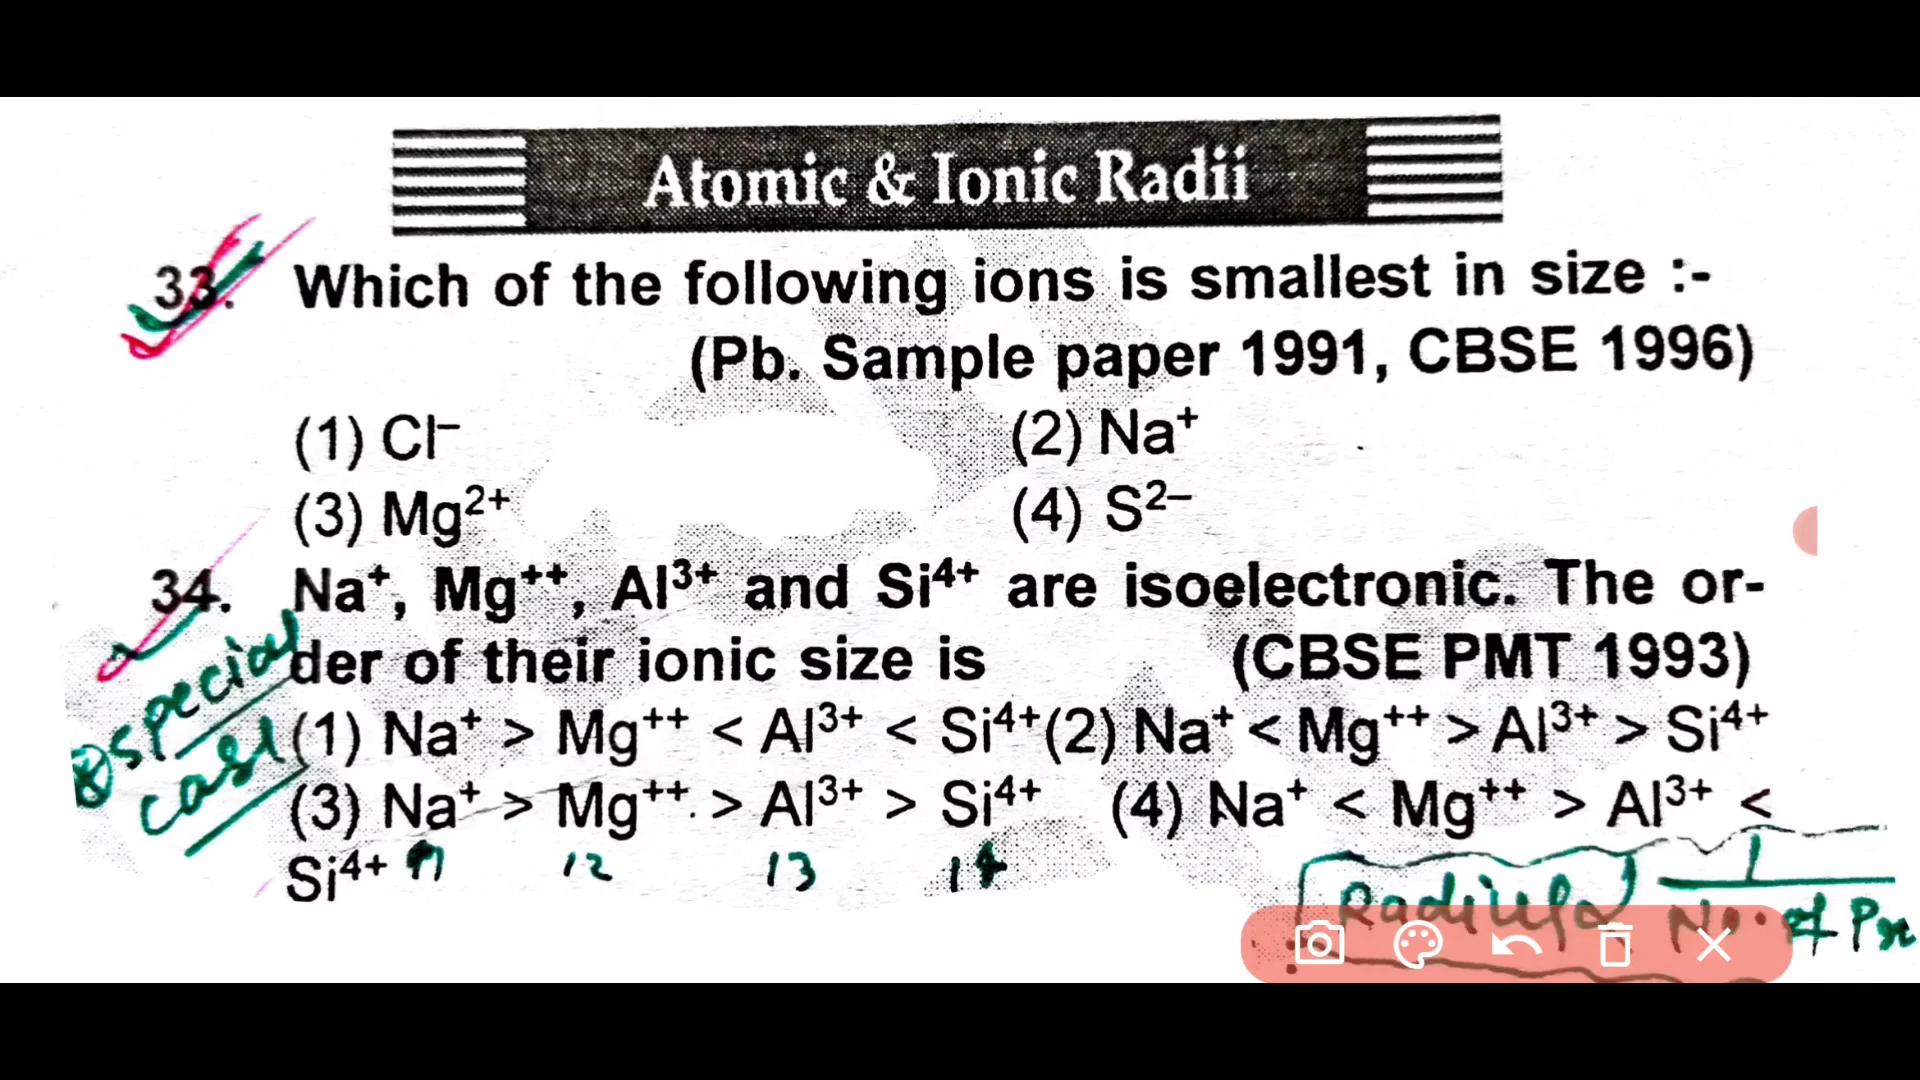 Atomic & Ionic Radii
33. Which of the following ions is smallest in size :-
(Pb. Sample paper 1991, CBSE 1996)
(1) Cl⁻ (2) Na⁺
(3) Mg²⁺ (4) S²⁻
34. Na⁺, Mg⁺⁺, Al³⁺ and Si⁴⁺ are isoelectronic. The or-
der of their ionic size is (CBSE PMT 1993)
(1) Na⁺ > Mg⁺⁺ < Al³⁺ < Si⁴⁺ (2) Na⁺ < Mg⁺⁺ > Al³⁺ > Si⁴⁺
(3) Na⁺ > Mg⁺⁺ > Al³⁺ > Si⁴⁺ (4) Na⁺ < Mg⁺⁺ > Al³⁺ <
Si⁴⁺
special
case
12 13 14
Radius 1
No. of